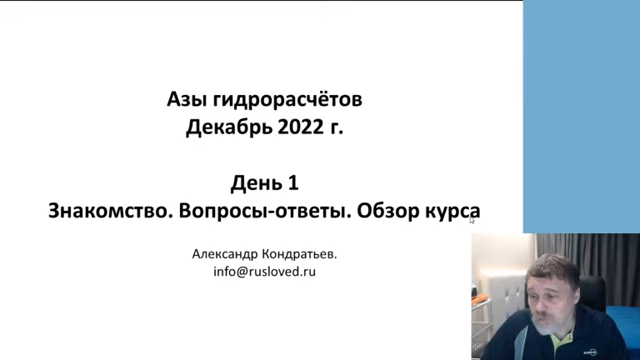 Азы гидрорасчётов
Декабрь 2022 г.
День 1
Знакомство. Вопросы-ответы. Обзор курса
Александр Кондратьев.
info@rusloved.ru